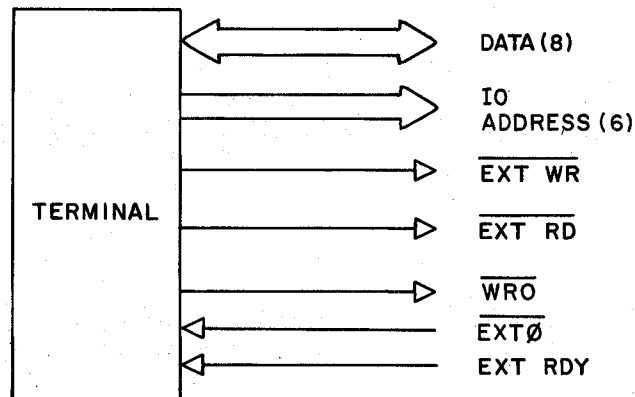 DATA (8)
IO
ADDRESS (6)
EXT WR
TERMINAL
EXT RD
WRO
EXTØ
EXT RDY